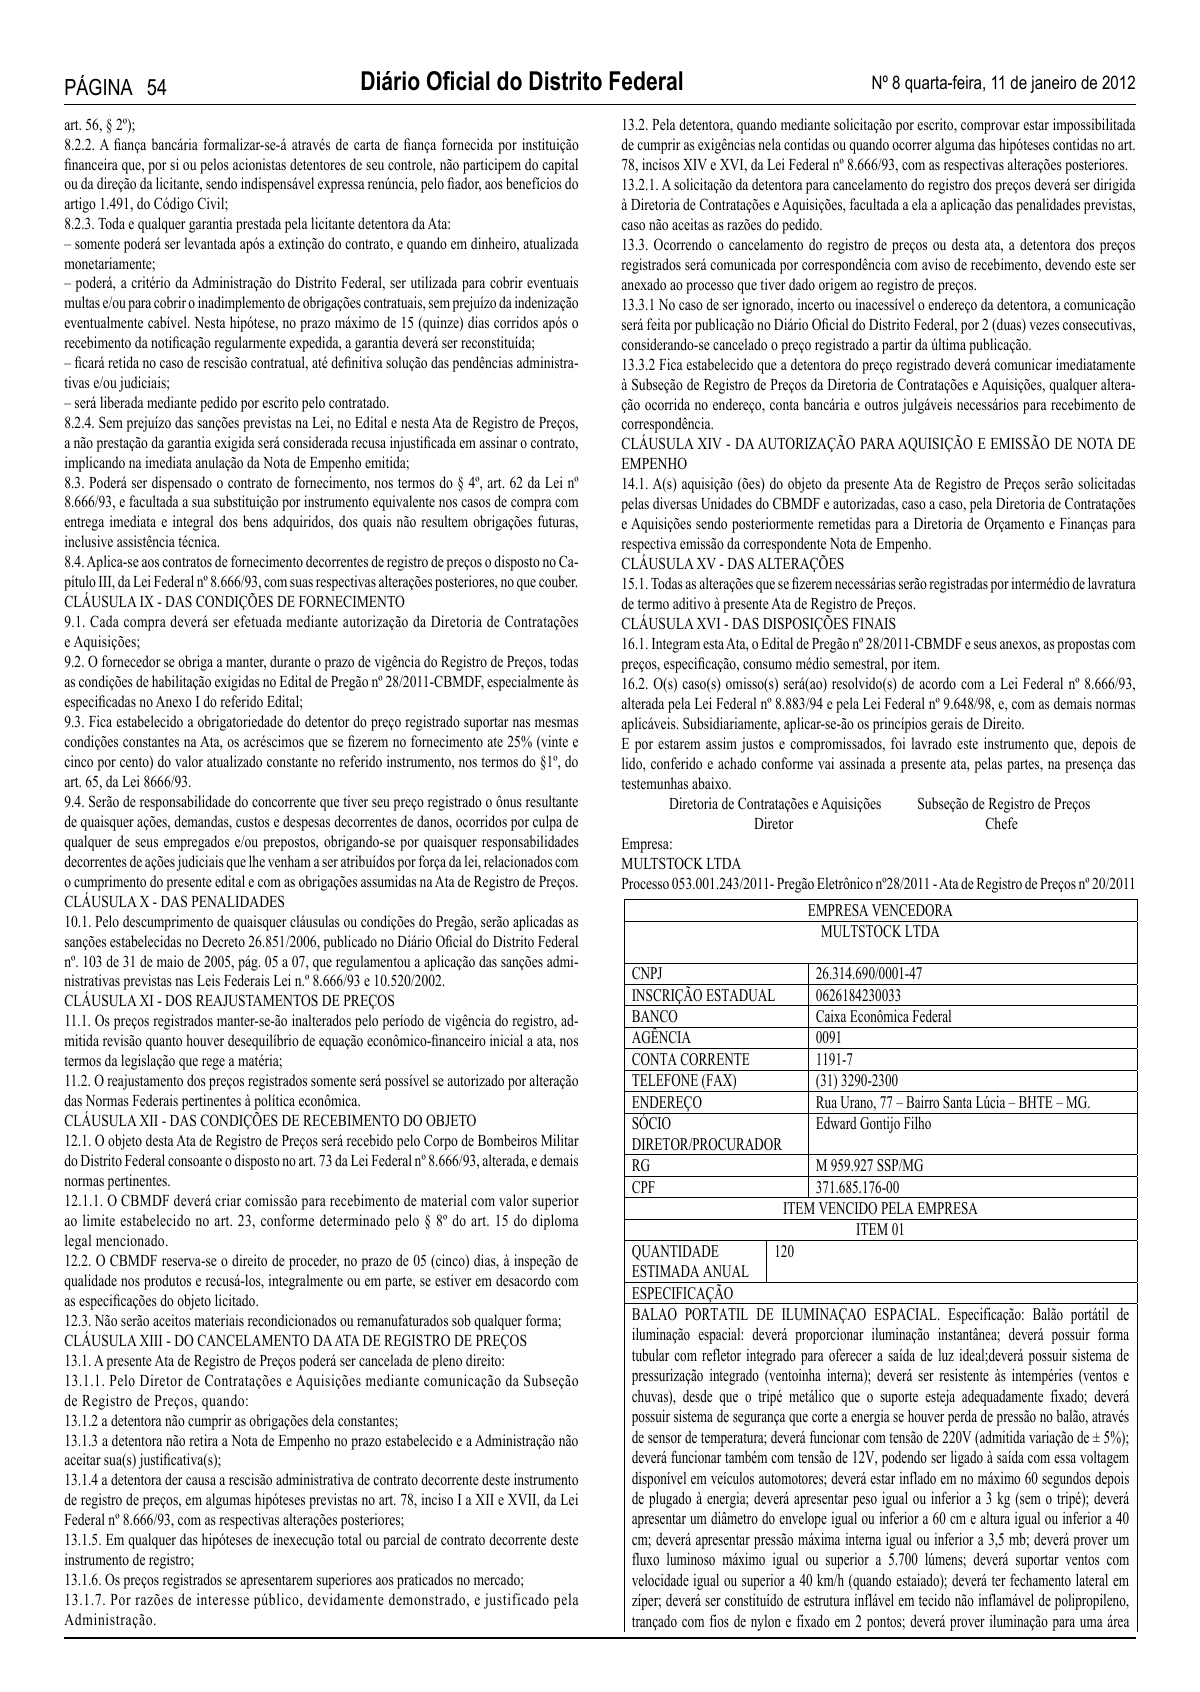 PÁGINA 54
Diário Oficial do Distrito Federal
Nº 8 quarta-feira, 11 de janeiro de 2012
art. 56, § 2º);
8.2.2. A fiança bancária formalizar-se-á através de carta de fiança fornecida por instituição
financeira que, por si ou pelos acionistas detentores de seu controle, não participem do capital
ou da direção da licitante, sendo indispensável expressa renúncia, pelo fiador, aos benefícios do
artigo 1.491, do Código Civil;
8.2.3. Toda e qualquer garantia prestada pela licitante detentora da Ata:
– somente poderá ser levantada após a extinção do contrato, e quando em dinheiro, atualizada
monetariamente;
– poderá, a critério da Administração do Distrito Federal, ser utilizada para cobrir eventuais
multas e/ou para cobrir o inadimplemento de obrigações contratuais, sem prejuízo da indenização
eventualmente cabível. Nesta hipótese, no prazo máximo de 15 (quinze) dias corridos após o
recebimento da notificação regularmente expedida, a garantia deverá ser reconstituída;
– ficará retida no caso de rescisão contratual, até definitiva solução das pendências administra-
tivas e/ou judiciais;
– será liberada mediante pedido por escrito pelo contratado.
8.2.4. Sem prejuízo das sanções previstas na Lei, no Edital e nesta Ata de Registro de Preços,
a não prestação da garantia exigida será considerada recusa injustificada em assinar o contrato,
implicando na imediata anulação da Nota de Empenho emitida;
8.3. Poderá ser dispensado o contrato de fornecimento, nos termos do § 4º, art. 62 da Lei nº
8.666/93, e facultada a sua substituição por instrumento equivalente nos casos de compra com
entrega imediata e integral dos bens adquiridos, dos quais não resultem obrigações futuras,
inclusive assistência técnica.
8.4. Aplica-se aos contratos de fornecimento decorrentes de registro de preços o disposto no Ca-
pítulo III, da Lei Federal nº 8.666/93, com suas respectivas alterações posteriores, no que couber.
CLÁUSULA IX - DAS CONDIÇÕES DE FORNECIMENTO
9.1. Cada compra deverá ser efetuada mediante autorização da Diretoria de Contratações
e Aquisições;
9.2. O fornecedor se obriga a manter, durante o prazo de vigência do Registro de Preços, todas
as condições de habilitação exigidas no Edital de Pregão nº 28/2011-CBMDF, especialmente às
especificadas no Anexo I do referido Edital;
9.3. Fica estabelecido a obrigatoriedade do detentor do preço registrado suportar nas mesmas
condições constantes na Ata, os acréscimos que se fizerem no fornecimento ate 25% (vinte e
cinco por cento) do valor atualizado constante no referido instrumento, nos termos do §1º, do
art. 65, da Lei 8666/93.
9.4. Serão de responsabilidade do concorrente que tiver seu preço registrado o ônus resultante
de quaisquer ações, demandas, custos e despesas decorrentes de danos, ocorridos por culpa de
qualquer de seus empregados e/ou prepostos, obrigando-se por quaisquer responsabilidades
decorrentes de ações judiciais que lhe venham a ser atribuídos por força da lei, relacionados com
o cumprimento do presente edital e com as obrigações assumidas na Ata de Registro de Preços.
CLÁUSULA X - DAS PENALIDADES
10.1. Pelo descumprimento de quaisquer cláusulas ou condições do Pregão, serão aplicadas as
sanções estabelecidas no Decreto 26.851/2006, publicado no Diário Oficial do Distrito Federal
nº. 103 de 31 de maio de 2005, pág. 05 a 07, que regulamentou a aplicação das sanções admi-
nistrativas previstas nas Leis Federais Lei n.º 8.666/93 e 10.520/2002.
CLÁUSULA XI - DOS REAJUSTAMENTOS DE PREÇOS
11.1. Os preços registrados manter-se-ão inalterados pelo período de vigência do registro, ad-
mitida revisão quanto houver desequilíbrio de equação econômico-financeiro inicial a ata, nos
termos da legislação que rege a matéria;
11.2. O reajustamento dos preços registrados somente será possível se autorizado por alteração
das Normas Federais pertinentes à política econômica.
CLÁUSULA XII - DAS CONDIÇÕES DE RECEBIMENTO DO OBJETO
12.1. O objeto desta Ata de Registro de Preços será recebido pelo Corpo de Bombeiros Militar
do Distrito Federal consoante o disposto no art. 73 da Lei Federal nº 8.666/93, alterada, e demais
normas pertinentes.
12.1.1. O CBMDF deverá criar comissão para recebimento de material com valor superior
ao limite estabelecido no art. 23, conforme determinado pelo § 8º do art. 15 do diploma
legal mencionado.
12.2. O CBMDF reserva-se o direito de proceder, no prazo de 05 (cinco) dias, à inspeção de
qualidade nos produtos e recusá-los, integralmente ou em parte, se estiver em desacordo com
as especificações do objeto licitado.
12.3. Não serão aceitos materiais recondicionados ou remanufaturados sob qualquer forma;
CLÁUSULA XIII - DO CANCELAMENTO DA ATA DE REGISTRO DE PREÇOS
13.1. A presente Ata de Registro de Preços poderá ser cancelada de pleno direito:
13.1.1. Pelo Diretor de Contratações e Aquisições mediante comunicação da Subseção
de Registro de Preços, quando:
13.1.2 a detentora não cumprir as obrigações dela constantes;
13.1.3 a detentora não retira a Nota de Empenho no prazo estabelecido e a Administração não
aceitar sua(s) justificativa(s);
13.1.4 a detentora der causa a rescisão administrativa de contrato decorrente deste instrumento
de registro de preços, em algumas hipóteses previstas no art. 78, inciso I a XII e XVII, da Lei
Federal nº 8.666/93, com as respectivas alterações posteriores;
13.1.5. Em qualquer das hipóteses de inexecução total ou parcial de contrato decorrente deste
instrumento de registro;
13.1.6. Os preços registrados se apresentarem superiores aos praticados no mercado;
13.1.7. Por razões de interesse público, devidamente demonstrado, e justificado pela
Administração.
13.2. Pela detentora, quando mediante solicitação por escrito, comprovar estar impossibilitada
de cumprir as exigências nela contidas ou quando ocorrer alguma das hipóteses contidas no art.
78, incisos XIV e XVI, da Lei Federal nº 8.666/93, com as respectivas alterações posteriores.
13.2.1. A solicitação da detentora para cancelamento do registro dos preços deverá ser dirigida
à Diretoria de Contratações e Aquisições, facultada a ela a aplicação das penalidades previstas,
caso não aceitas as razões do pedido.
13.3. Ocorrendo o cancelamento do registro de preços ou desta ata, a detentora dos preços
registrados será comunicada por correspondência com aviso de recebimento, devendo este ser
anexado ao processo que tiver dado origem ao registro de preços.
13.3.1 No caso de ser ignorado, incerto ou inacessível o endereço da detentora, a comunicação
será feita por publicação no Diário Oficial do Distrito Federal, por 2 (duas) vezes consecutivas,
considerando-se cancelado o preço registrado a partir da última publicação.
13.3.2 Fica estabelecido que a detentora do preço registrado deverá comunicar imediatamente
à Subseção de Registro de Preços da Diretoria de Contratações e Aquisições, qualquer altera-
ção ocorrida no endereço, conta bancária e outros julgáveis necessários para recebimento de
correspondência.
CLÁUSULA XIV - DA AUTORIZAÇÃO PARA AQUISIÇÃO E EMISSÃO DE NOTA DE
EMPENHO
14.1. A(s) aquisição (ões) do objeto da presente Ata de Registro de Preços serão solicitadas
pelas diversas Unidades do CBMDF e autorizadas, caso a caso, pela Diretoria de Contratações
e Aquisições sendo posteriormente remetidas para a Diretoria de Orçamento e Finanças para
respectiva emissão da correspondente Nota de Empenho.
CLÁUSULA XV - DAS ALTERAÇÕES
15.1. Todas as alterações que se fizerem necessárias serão registradas por intermédio de lavratura
de termo aditivo à presente Ata de Registro de Preços.
CLÁUSULA XVI - DAS DISPOSIÇÕES FINAIS
16.1. Integram esta Ata, o Edital de Pregão nº 28/2011-CBMDF e seus anexos, as propostas com
preços, especificação, consumo médio semestral, por item.
16.2. O(s) caso(s) omisso(s) será(ao) resolvido(s) de acordo com a Lei Federal nº 8.666/93,
alterada pela Lei Federal nº 8.883/94 e pela Lei Federal nº 9.648/98, e, com as demais normas
aplicáveis. Subsidiariamente, aplicar-se-ão os princípios gerais de Direito.
E por estarem assim justos e compromissados, foi lavrado este instrumento que, depois de
lido, conferido e achado conforme vai assinada a presente ata, pelas partes, na presença das
testemunhas abaixo.
Diretoria de Contratações e Aquisições Subseção de Registro de Preços
Diretor Chefe
Empresa:
MULTSTOCK LTDA
Processo 053.001.243/2011- Pregão Eletrônico nº28/2011 - Ata de Registro de Preços nº 20/2011
EMPRESA VENCEDORA
MULTSTOCK LTDA
CNPJ 26.314.690/0001-47
INSCRIÇÃO ESTADUAL 0626184230033
BANCO Caixa Econômica Federal
AGÊNCIA 0091
CONTA CORRENTE 1191-7
TELEFONE (FAX) (31) 3290-2300
ENDEREÇO Rua Urano, 77 – Bairro Santa Lúcia – BHTE – MG.
SÓCIO Edward Gontijo Filho
DIRETOR/PROCURADOR
RG M 959.927 SSP/MG
CPF 371.685.176-00
ITEM VENCIDO PELA EMPRESA
ITEM 01
QUANTIDADE 120
ESTIMADA ANUAL
ESPECIFICAÇÃO
BALAO PORTATIL DE ILUMINAÇAO ESPACIAL. Especificação: Balão portátil de
iluminação espacial: deverá proporcionar iluminação instantânea; deverá possuir forma
tubular com refletor integrado para oferecer a saída de luz ideal;deverá possuir sistema de
pressurização integrado (ventoinha interna); deverá ser resistente às intempéries (ventos e
chuvas), desde que o tripé metálico que o suporte esteja adequadamente fixado; deverá
possuir sistema de segurança que corte a energia se houver perda de pressão no balão, através
de sensor de temperatura; deverá funcionar com tensão de 220V (admitida variação de ± 5%);
deverá funcionar também com tensão de 12V, podendo ser ligado à saída com essa voltagem
disponível em veículos automotores; deverá estar inflado em no máximo 60 segundos depois
de plugado à energia; deverá apresentar peso igual ou inferior a 3 kg (sem o tripé); deverá
apresentar um diâmetro do envelope igual ou inferior a 60 cm e altura igual ou inferior a 40
cm; deverá apresentar pressão máxima interna igual ou inferior a 3,5 mb; deverá prover um
fluxo luminoso máximo igual ou superior a 5.700 lúmens; deverá suportar ventos com
velocidade igual ou superior a 40 km/h (quando estaiado); deverá ter fechamento lateral em
zíper; deverá ser constituído de estrutura inflável em tecido não inflamável de polipropileno,
trançado com fios de nylon e fixado em 2 pontos; deverá prover iluminação para uma área